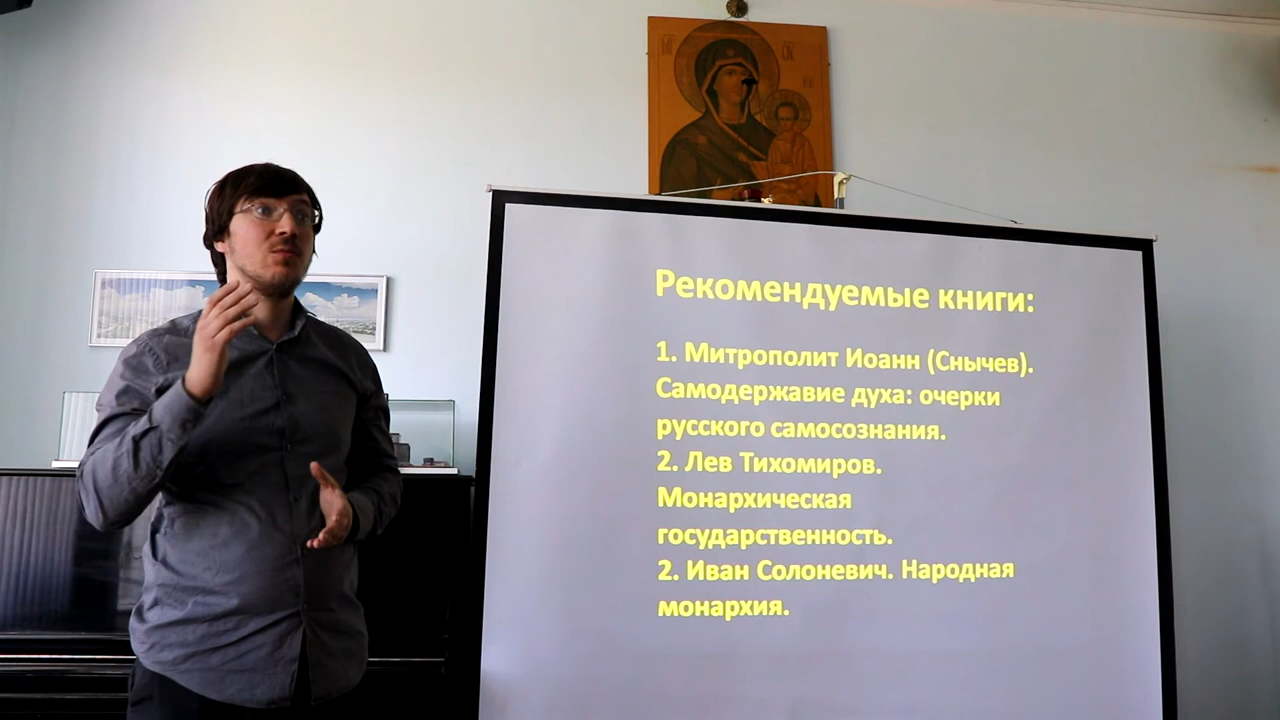 Рекомендуемые книги:
1. Митрополит Иоанн (Снычев).
Самодержавие духа: очерки
русского самосознания.
2. Лев Тихомиров.
Монархическая
государственность.
2. Иван Солоневич. Народная
монархия.